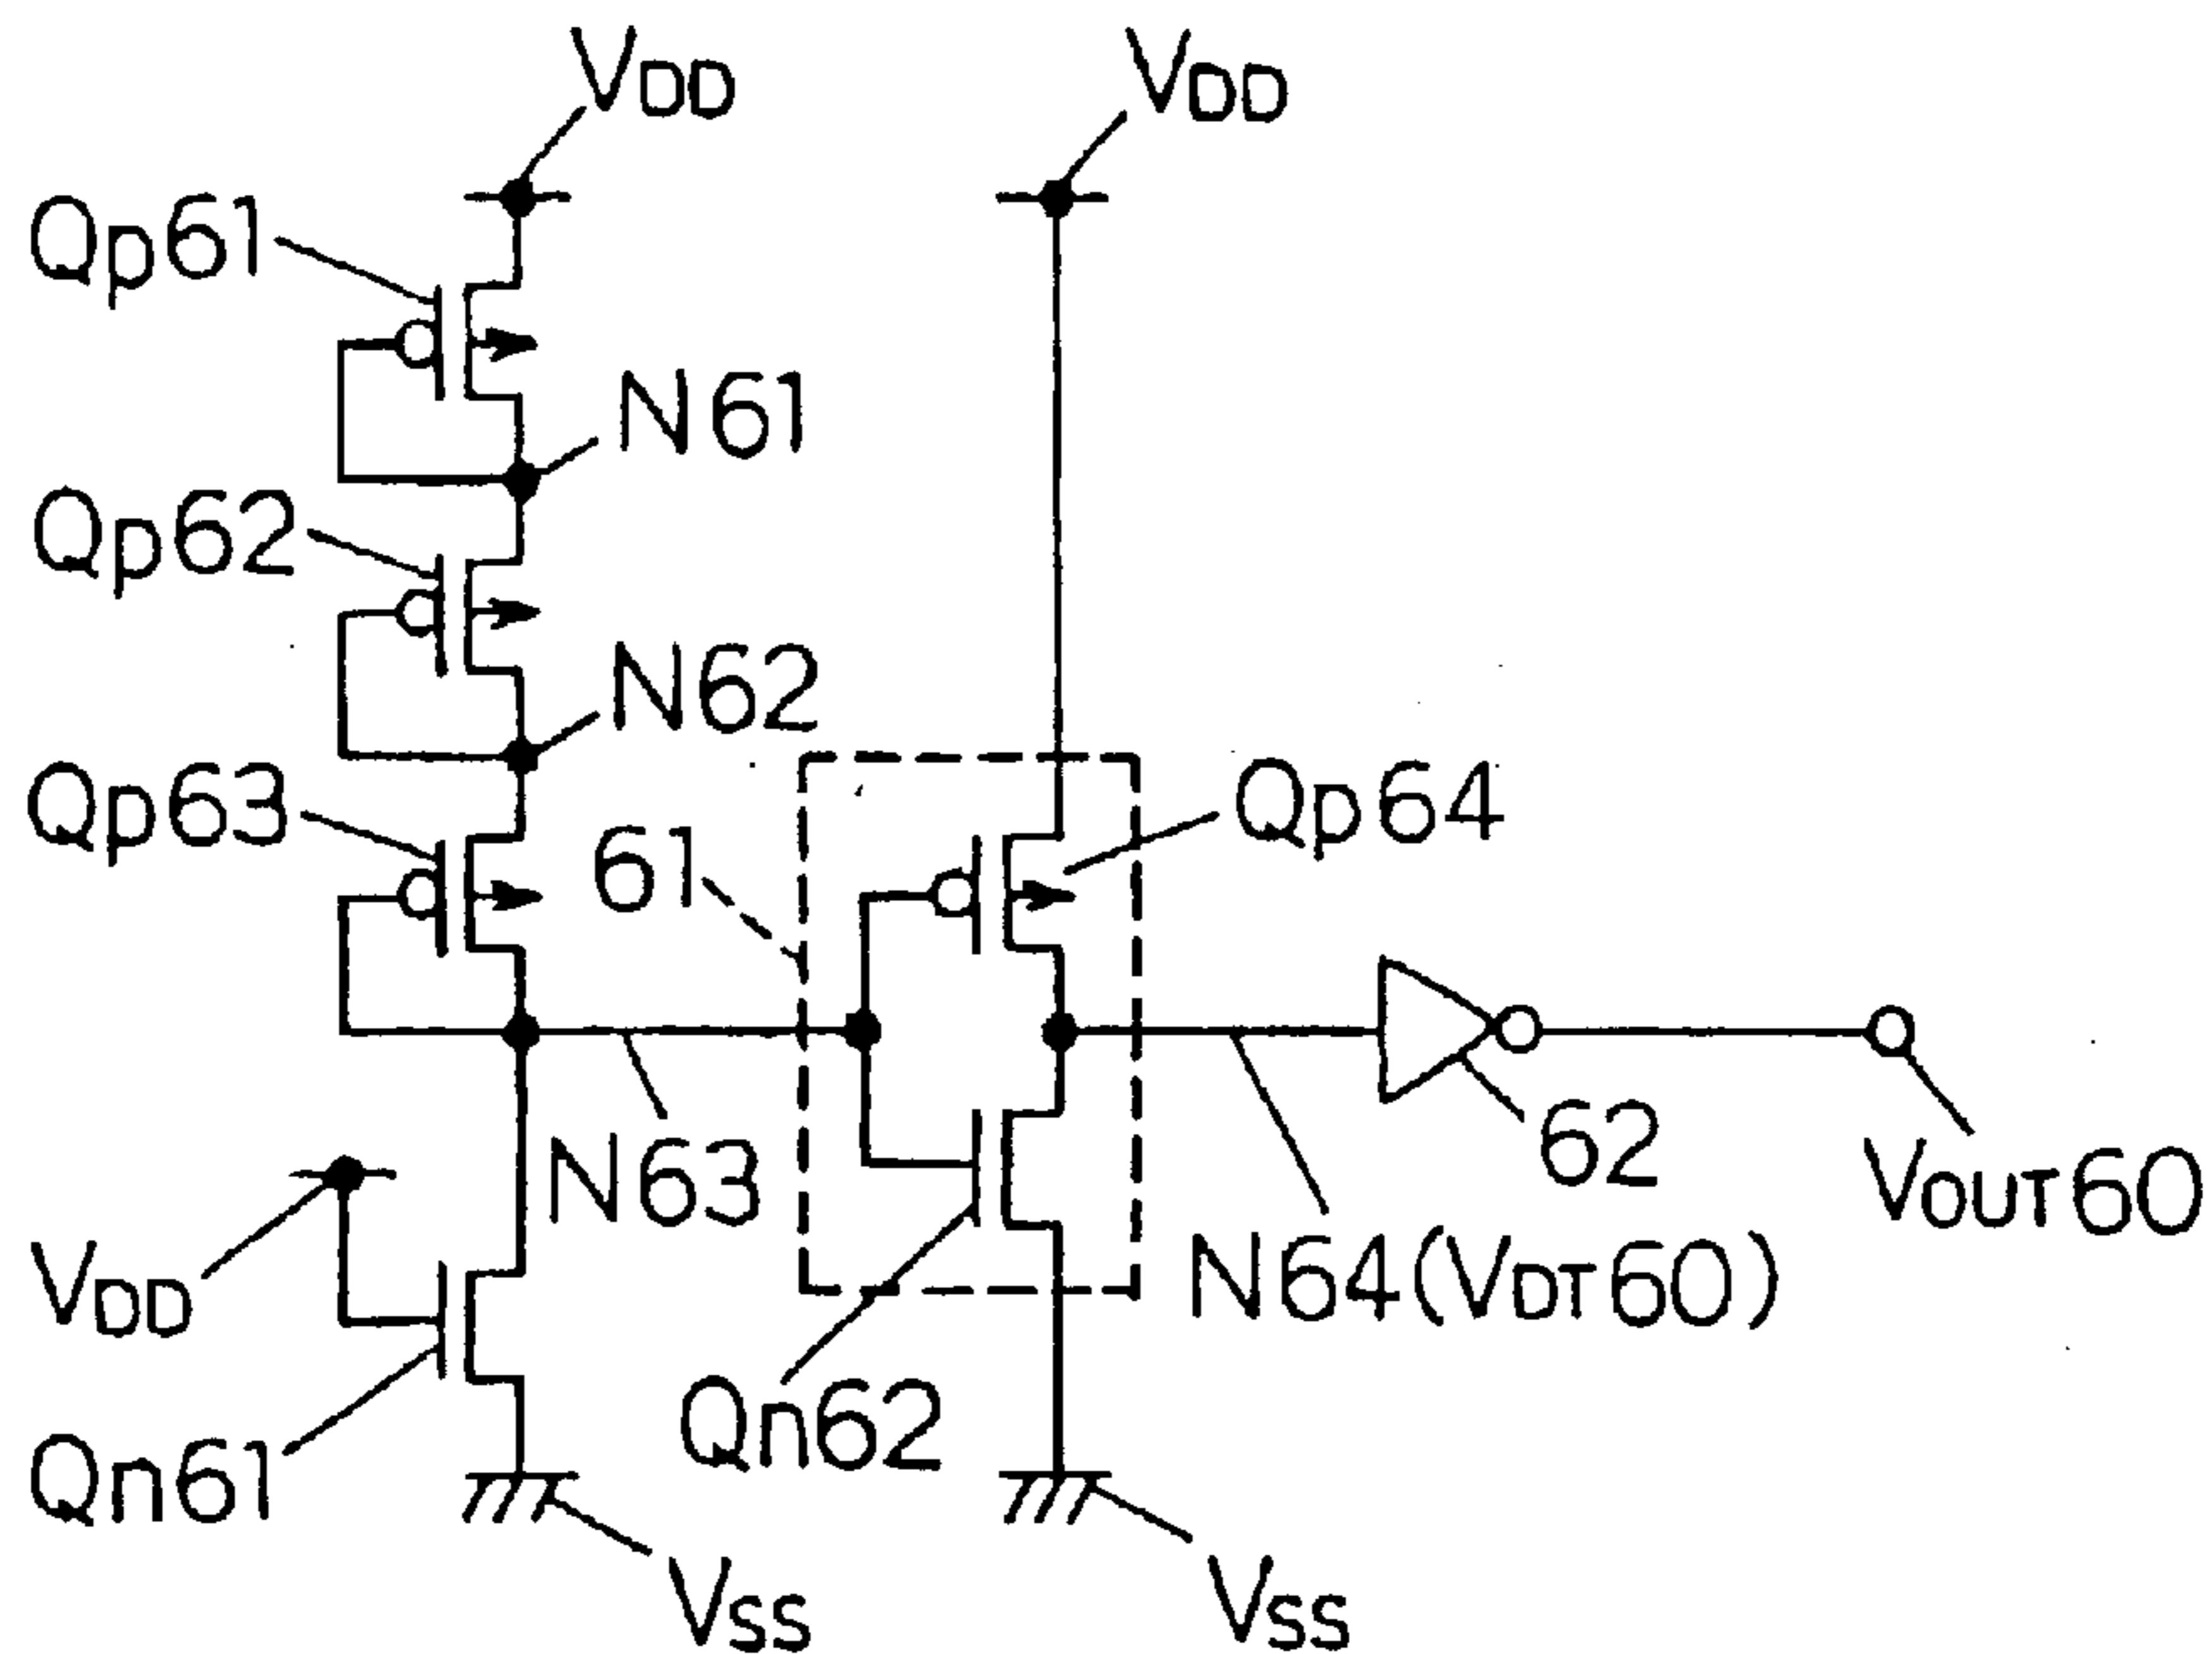 VDD
VDD
Qp61
N61
Qp62
N62
Qp63
Qp64
61
62
N63
VOUT60
VDD
N64(VDT60)
Qn62
Qn61
VSS
VSS